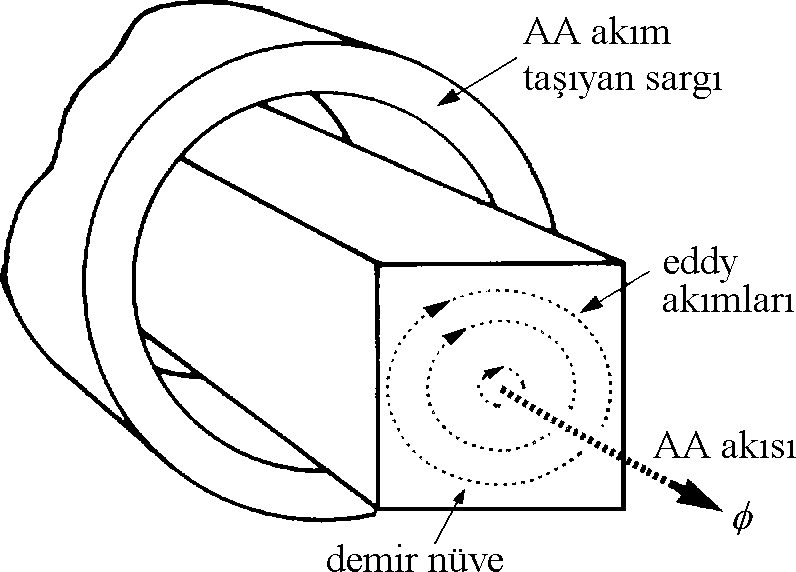 AA akım
taşıyan sargı
eddy
akımları
AA akısı
ϕ
demir nüve